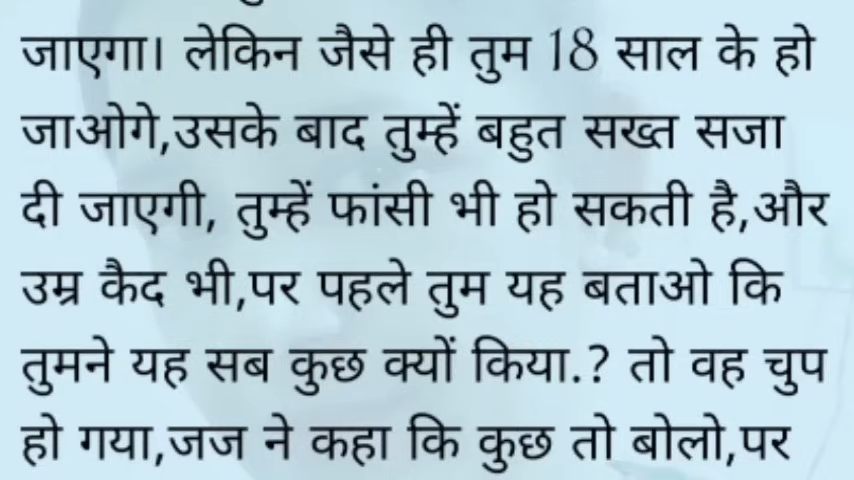 जाएगा। लेकिन जैसे ही तुम 18 साल के हो
जाओगे,उसके बाद तुम्हें बहुत सख्त सजा
दी जाएगी, तुम्हें फांसी भी हो सकती है,और
उम्र कैद भी,पर पहले तुम यह बताओ कि
तुमने यह सब कुछ क्यों किया.? तो वह चुप
हो गया,जज ने कहा कि कुछ तो बोलो,पर